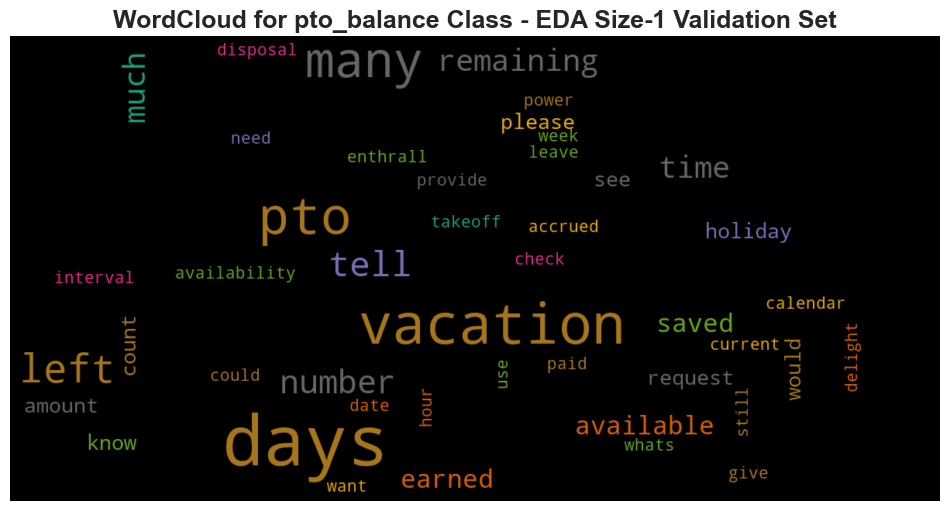 WordCloud for pto_balance Class - EDA Size-1 Validation Set
disposal
many
remaining
much
power
please
need
week
leave
enthrall
time
provide
see
pto
takeoff
accrued
holiday
tell
check
interval
availability
calendar
vacation
saved
count
current
left
could
number
use
paid
request
would
delight
amount
date
hour
still
know
days
available
whats
want
earned
give